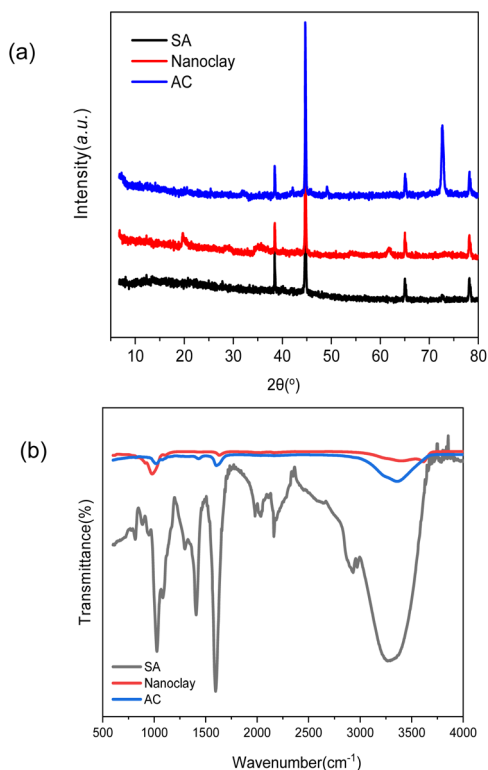 (a)
SA
Nanoclay
AC
Intensity(a.u.)
10 20 30 40 50 60 70 80
2θ(º)
(b)
Transmittance(%)
SA
Nanoclay
AC
500 1000 1500 2000 2500 3000 3500 4000
Wavenumber(cm-1)